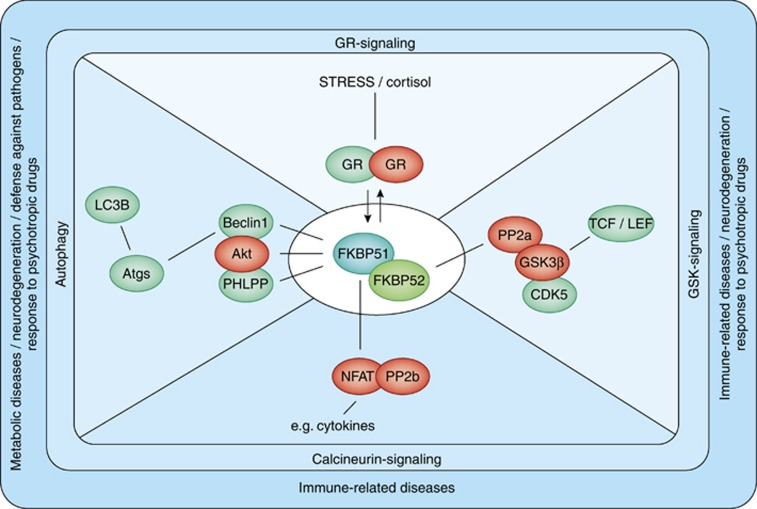 GR-signaling
STRESS / cortisol
GR
GR
LC3B
Beclin1
Akt
Atgs
PHLPP
FKBP51
FKBP52
PP2a
TCF / LEF
GSK3β
CDK5
NFAT
PP2b
e.g. cytokines
Calcineurin-signaling
Immune-related diseases
Metabolic diseases / neurodegeneration / defense against pathogens /
response to psychotropic drugs
Autophagy
GSK-signaling
Immune-related diseases / neurodegeneration /
response to psychotropic drugs